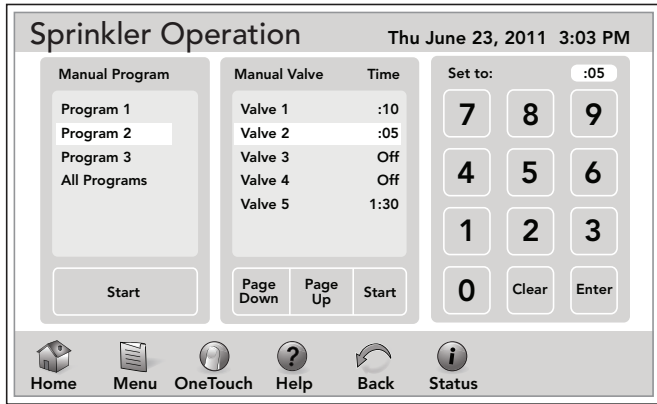 Sprinkler Operation
Thu June 23, 2011 3:03 PM
Manual Program
Program 1
Program 2
Program 3
All Programs
Start
Manual Valve Time
Valve 1 :10
Valve 2 :05
Valve 3 Off
Valve 4 Off
Valve 5 1:30
Page Down
Page Up
Start
Set to: :05
7 8 9
4 5 6
1 2 3
0 Clear Enter
Home Menu OneTouch ? Help Back i Status